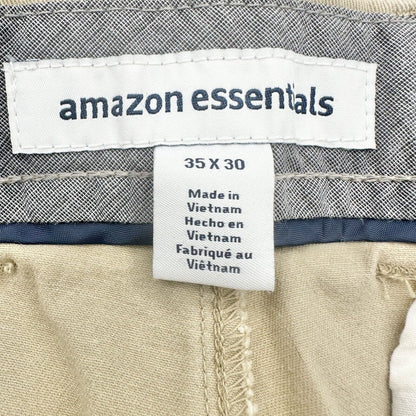 amazon essentials
35 X 30
Made in
Vietnam
Hecho en
Vietnam
Fabriqué au
Viêtnam